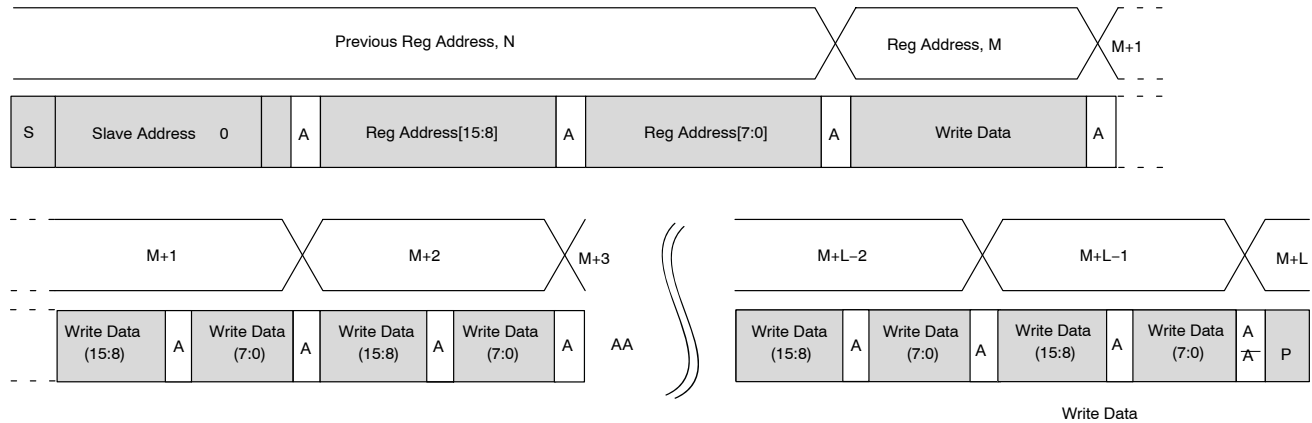 Previous Reg Address, N Reg Address, M M+1
S Slave Address 0 A Reg Address[15:8] A Reg Address[7:0] A Write Data A
M+1 M+2 M+3 M+L−2 M+L−1 M+L
Write Data (15:8) A Write Data (7:0) A Write Data (15:8) A Write Data (7:0) A AA Write Data (15:8) A Write Data (7:0) A Write Data (15:8) A Write Data (7:0) A A̅ P
Write Data